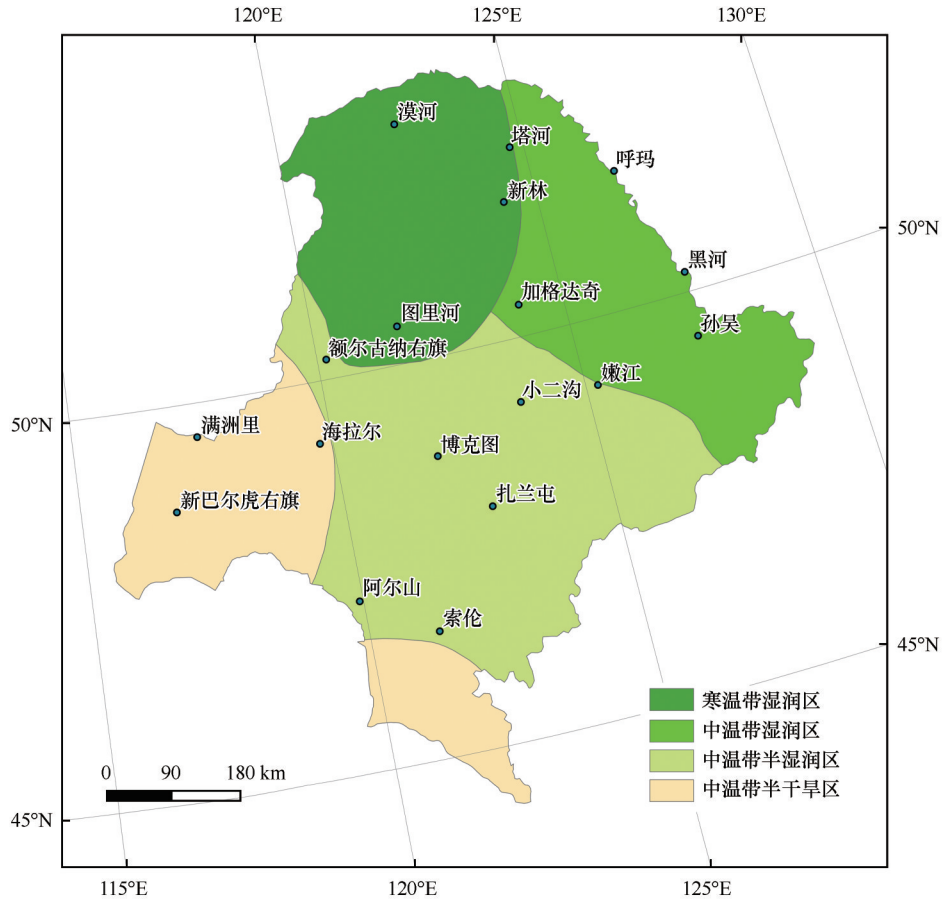 120°E
125°E
130°E
漠河
塔河
呼玛
新林
50°N
黑河
加格达奇
图里河
孙吴
额尔古纳右旗
嫩江
小二沟
50°N
满洲里
海拉尔
博克图
新巴尔虎右旗
扎兰屯
阿尔山
索伦
45°N
寒温带湿润区
中温带湿润区
中温带半湿润区
中温带半干旱区
0 90 180 km
45°N
115°E
120°E
125°E